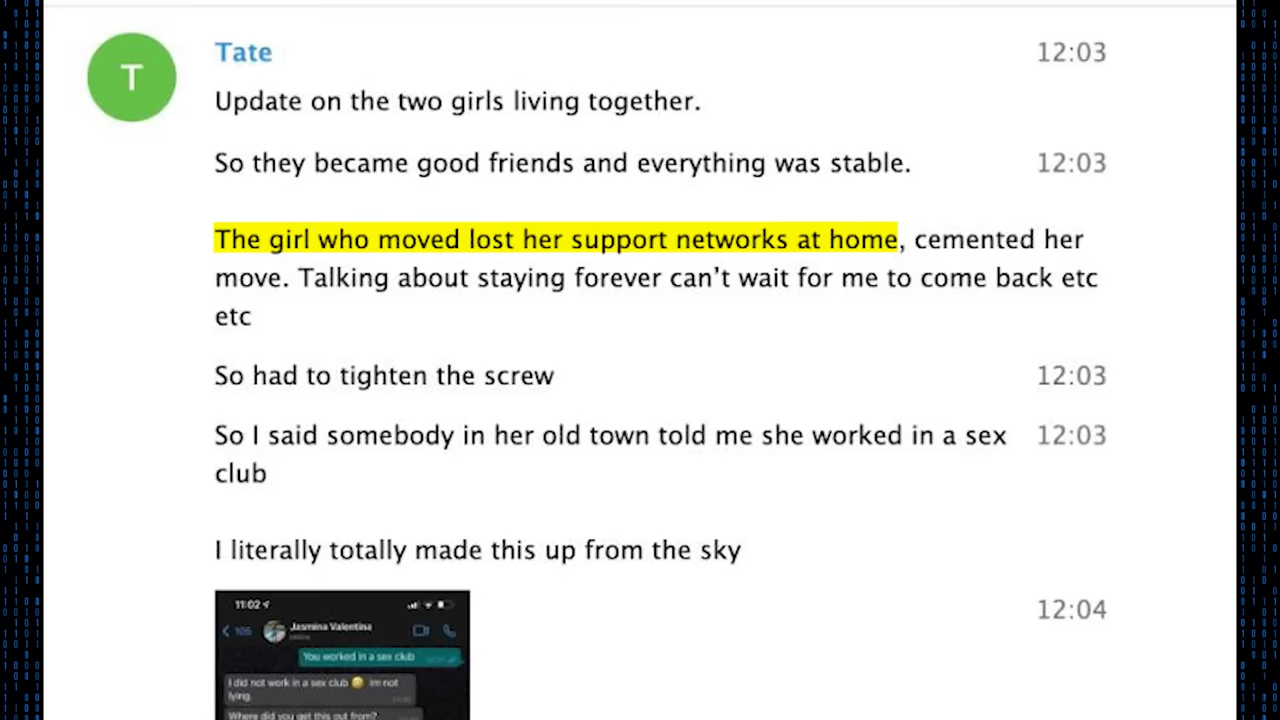 T
Tate 12:03
Update on the two girls living together.
So they became good friends and everything was stable. 12:03
The girl who moved lost her support networks at home, cemented her
move. Talking about staying forever can’t wait for me to come back etc
etc
So had to tighten the screw 12:03
So I said somebody in her old town told me she worked in a sex 12:03
club
I literally totally made this up from the sky
12:04
11:02
105 Jasmina Valentina
online
You worked in a sex club
I did not work in a sex club 🤣 Im not
lying.
Where did you get this out from?